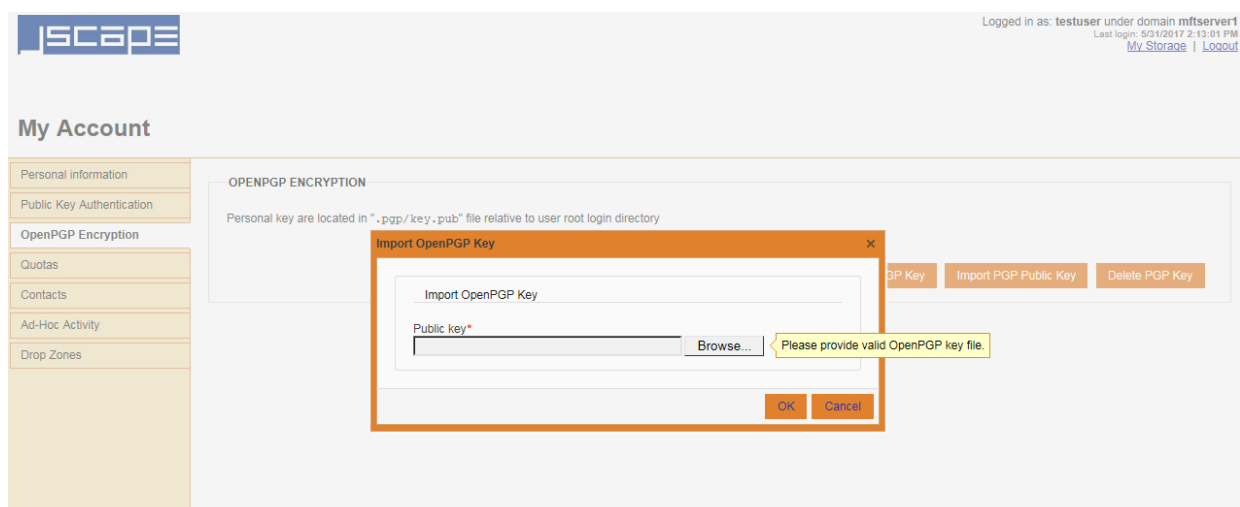 JSCAPE
Logged in as: testuser under domain mftserver1
Last login: 5/31/2017 2:13:01 PM
My Storage | Logout
My Account
Personal information
Public Key Authentication
OpenPGP Encryption
Quotas
Contacts
Ad-Hoc Activity
Drop Zones
OPENPGP ENCRYPTION
Personal key are located in ".pgp/key.pub" file relative to user root login directory
GP Key
Import PGP Public Key
Delete PGP Key
Import OpenPGP Key
×
Import OpenPGP Key
Public key*
Browse...
Please provide valid OpenPGP key file.
OK
Cancel